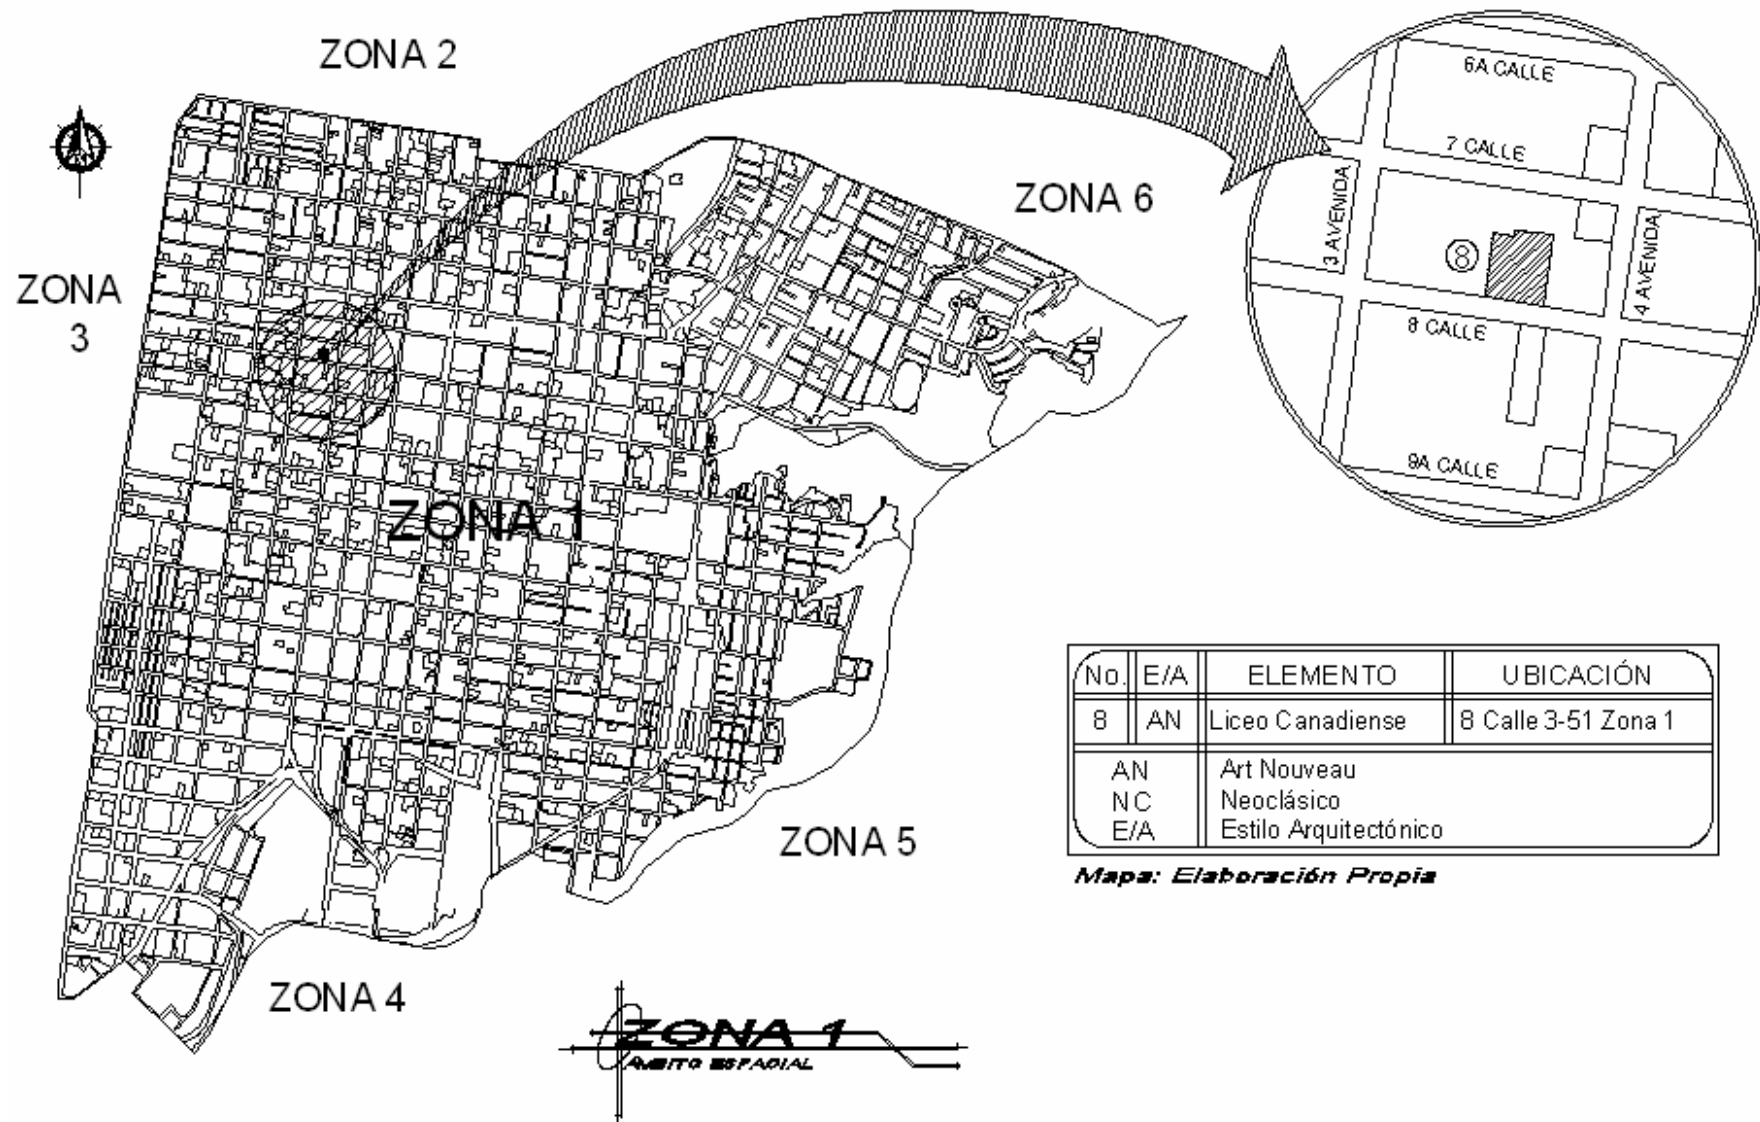 ZONA 2
ZONA 6
ZONA
3
ZONA 1
ZONA 5
ZONA 4
6A CALLE
7 CALLE
3 AVENIDA
4 AVENIDA
8
8 CALLE
9A CALLE
No. E/A ELEMENTO UBICACIÓN
8 AN Liceo Canadiense 8 Calle 3-51 Zona 1
AN Art Nouveau
NC Neoclásico
E/A Estilo Arquitectónico
Mapa: Elaboración Propia
ZONA 1
AMBITO ESPACIAL